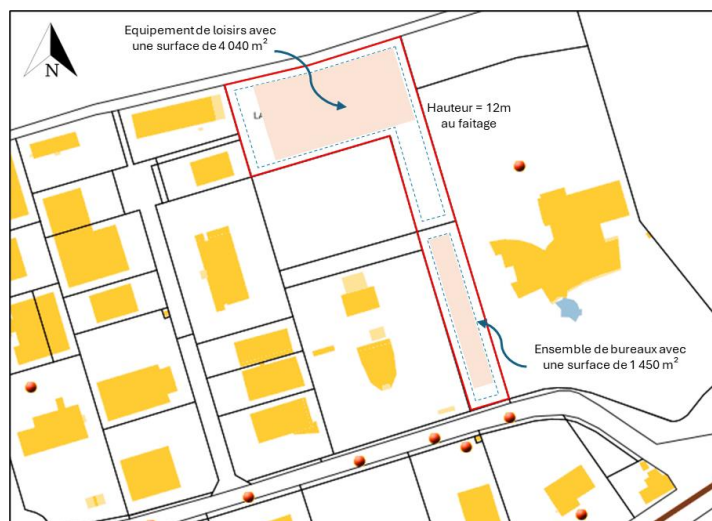 Equipement de loisirs avec
une surface de 4 040 m²
N
LA
Hauteur = 12m
au faitage
Ensemble de bureaux avec
une surface de 1 450 m²